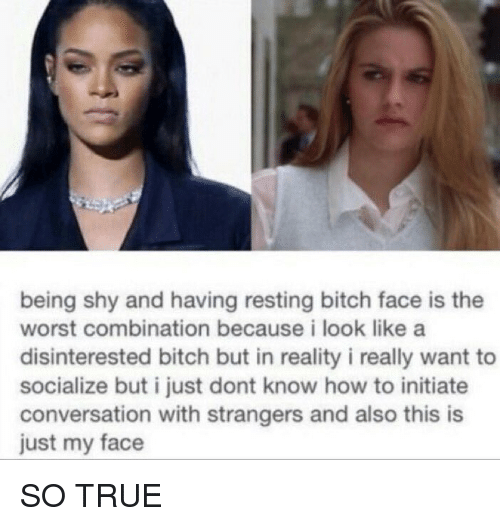 being shy and having resting bitch face is the
worst combination because i look like a
disinterested bitch but in reality i really want to
socialize but i just dont know how to initiate
conversation with strangers and also this is
just my face
SO TRUE